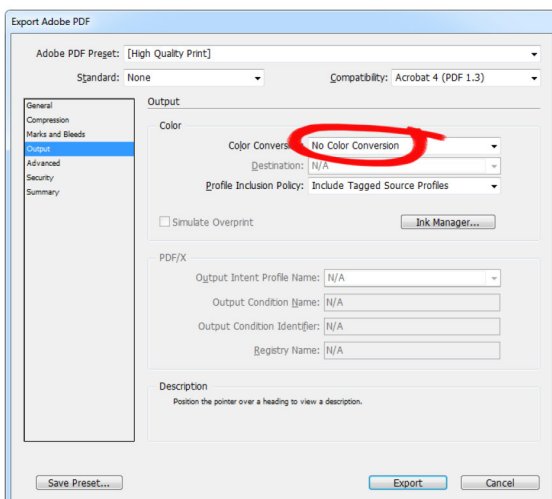 Export Adobe PDF
Adobe PDF Preset: [High Quality Print]
Standard: None Compatibility: Acrobat 4 (PDF 1.3)
General
Compression
Marks and Bleeds
Output
Advanced
Security
Summary
Output
Color
Color Conversion: No Color Conversion
Destination: N/A
Profile Inclusion Policy: Include Tagged Source Profiles
Simulate Overprint Ink Manager...
PDF/X
Output Intent Profile Name: N/A
Output Condition Name: N/A
Output Condition Identifier: N/A
Registry Name: N/A
Description
Position the pointer over a heading to view a description.
Save Preset... Export Cancel